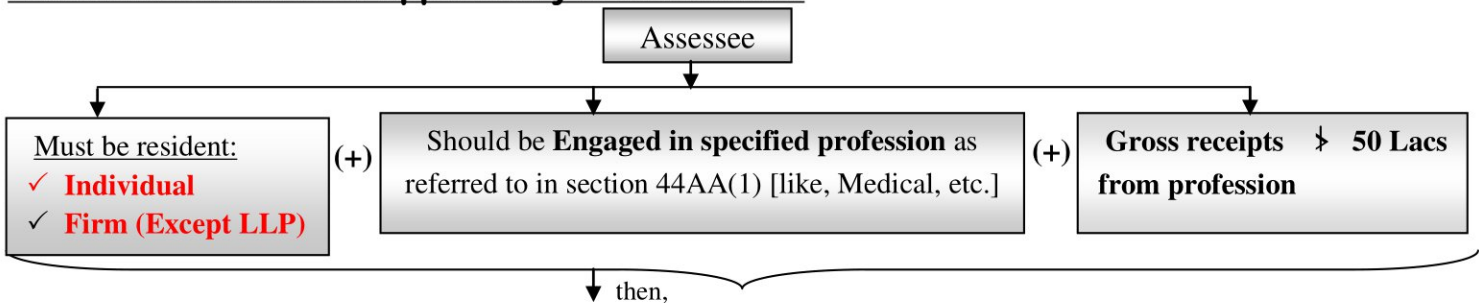 Assessee
Must be resident:
✓ Individual
✓ Firm (Except LLP)
(+)
Should be Engaged in specified profession as
referred to in section 44AA(1) [like, Medical, etc.]
(+)
Gross receipts ≯ 50 Lacs
from profession
then,